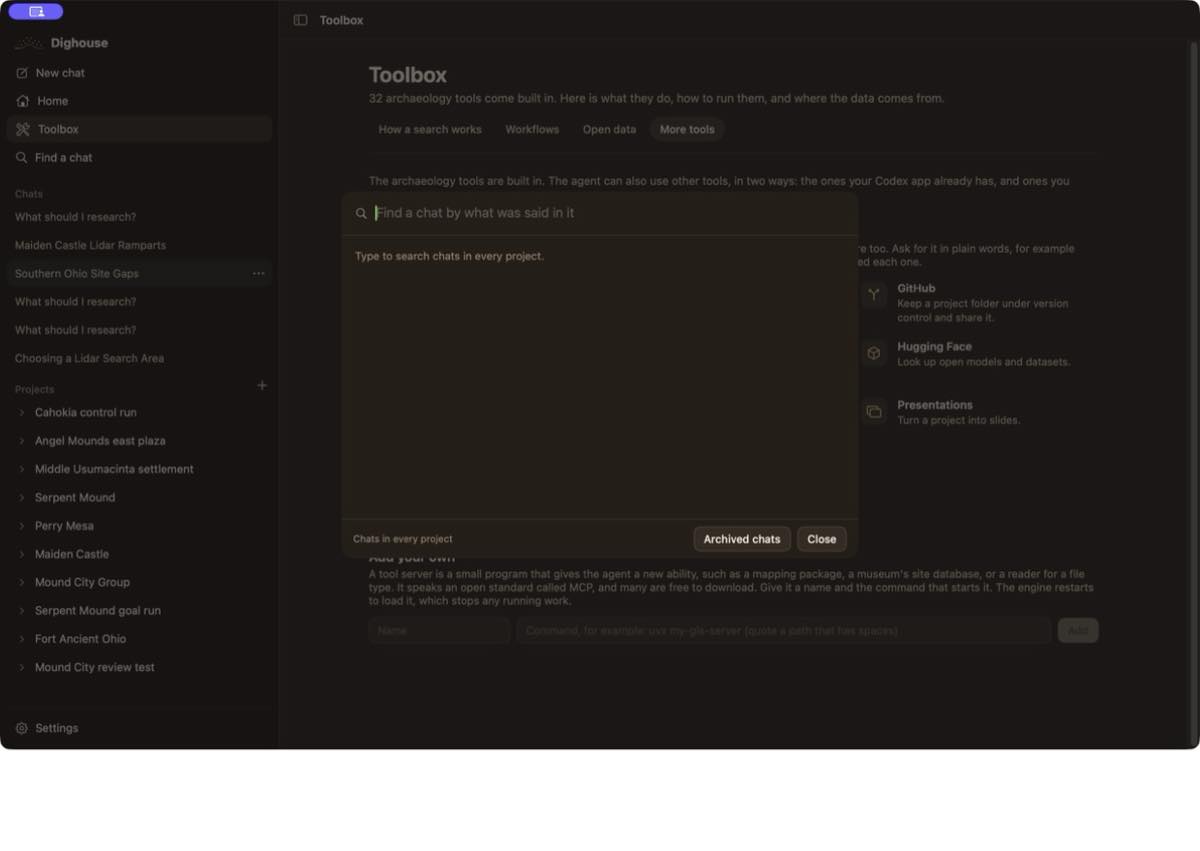 Dighouse
New chat
Home
Toolbox
Find a chat
Chats
What should I research?
Maiden Castle Lidar Ramparts
Southern Ohio Site Gaps
What should I research?
What should I research?
Choosing a Lidar Search Area
Projects
Cahokia control run
Angel Mounds east plaza
Middle Usumacinta settlement
Serpent Mound
Perry Mesa
Maiden Castle
Mound City Group
Serpent Mound goal run
Fort Ancient Ohio
Mound City review test
Settings
Toolbox
Toolbox
32 archaeology tools come built in. Here is what they do, how to run them, and where the data comes from.
How a search works Workflows Open data More tools
The archaeology tools are built in. The agent can also use other tools, in two ways: the ones your Codex app already has, and ones you
Find a chat by what was said in it
Type to search chats in every project.
Chats in every project
Archived chats Close
too. Ask for it in plain words, for example
each one.
GitHub
Keep a project folder under version
control and share it.
Hugging Face
Look up open models and datasets.
Presentations
Turn a project into slides.
Add your own
A tool server is a small program that gives the agent a new ability, such as a mapping package, a museum's site database, or a reader for a file
type. It speaks an open standard called MCP, and many are free to download. Give it a name and the command that starts it. The engine restarts
to load it, which stops any running work.
Name Command, for example: uvx my-gis-server (quote a path that has spaces) Add